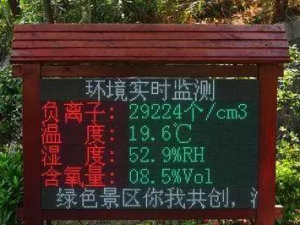 环境实时监测
负离子: 29224个/cm3
温　度: 19.6℃
湿　度: 52.9%RH
含氧量: 08.5%Vol
绿色景区你我共创,